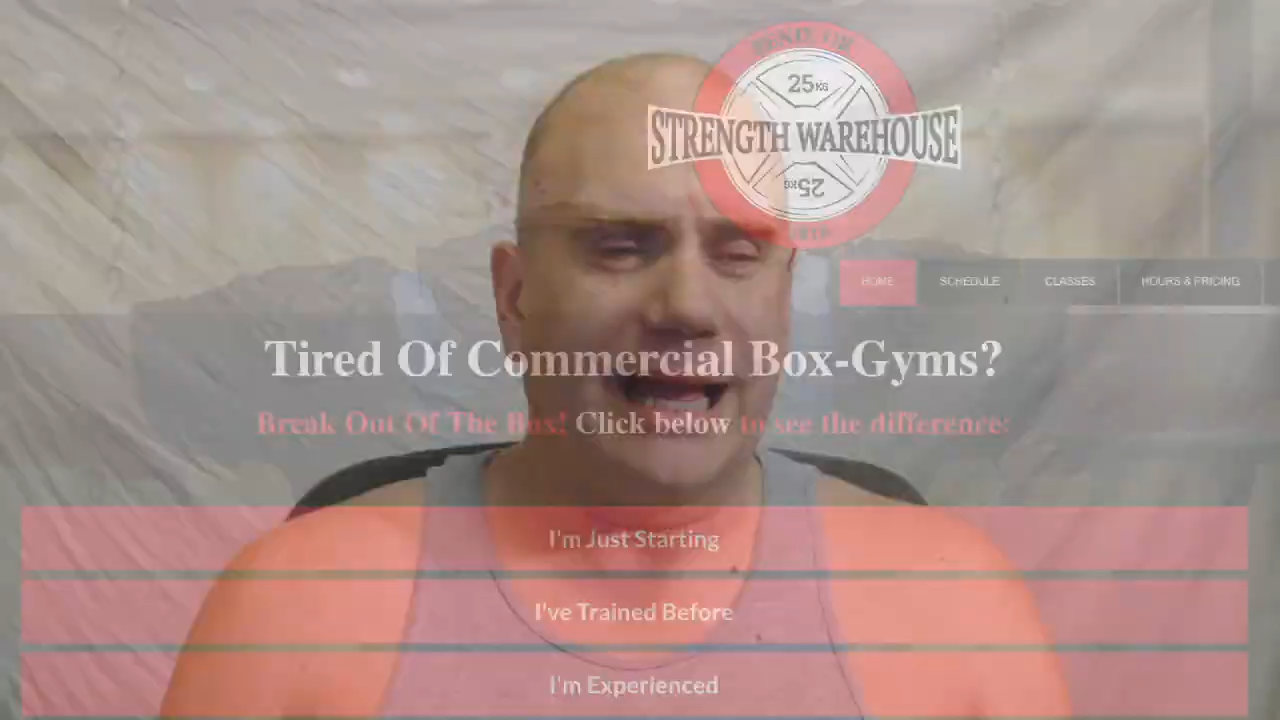 25KG
STRENGTH WAREHOUSE
25KG
HOME SCHEDULE CLASSES HOURS & PRICING
Tired Of Commercial Box-Gyms?
Break Out Of The Box! Click below to see the difference:
I'm Just Starting
I've Trained Before
I'm Experienced